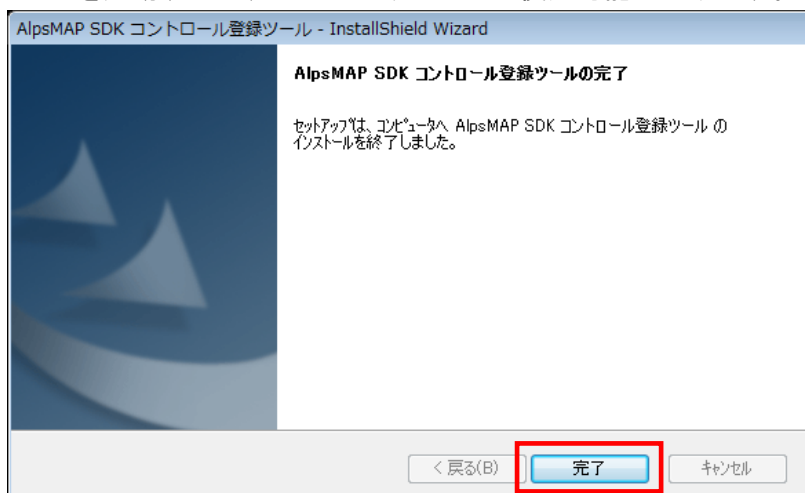 AlpsMAP SDK コントロール登録ツール - InstallShield Wizard
AlpsMAP SDK コントロール登録ツールの完了
セットアップは、コンピュータへ AlpsMAP SDK コントロール登録ツール の
インストールを終了しました。
< 戻る(B)
完了
キャンセル